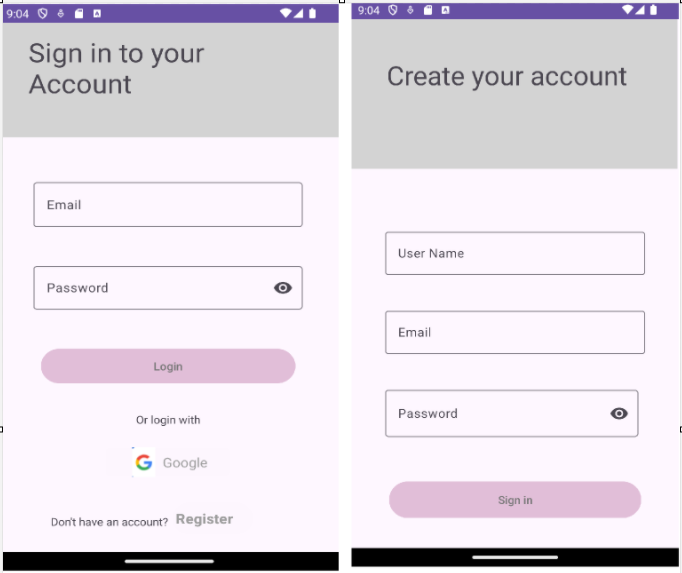 9:04
Sign in to your
Account
Email
Password
Login
Or login with
G Google
Don't have an account? Register
9:04
Create your account
User Name
Email
Password
Sign in